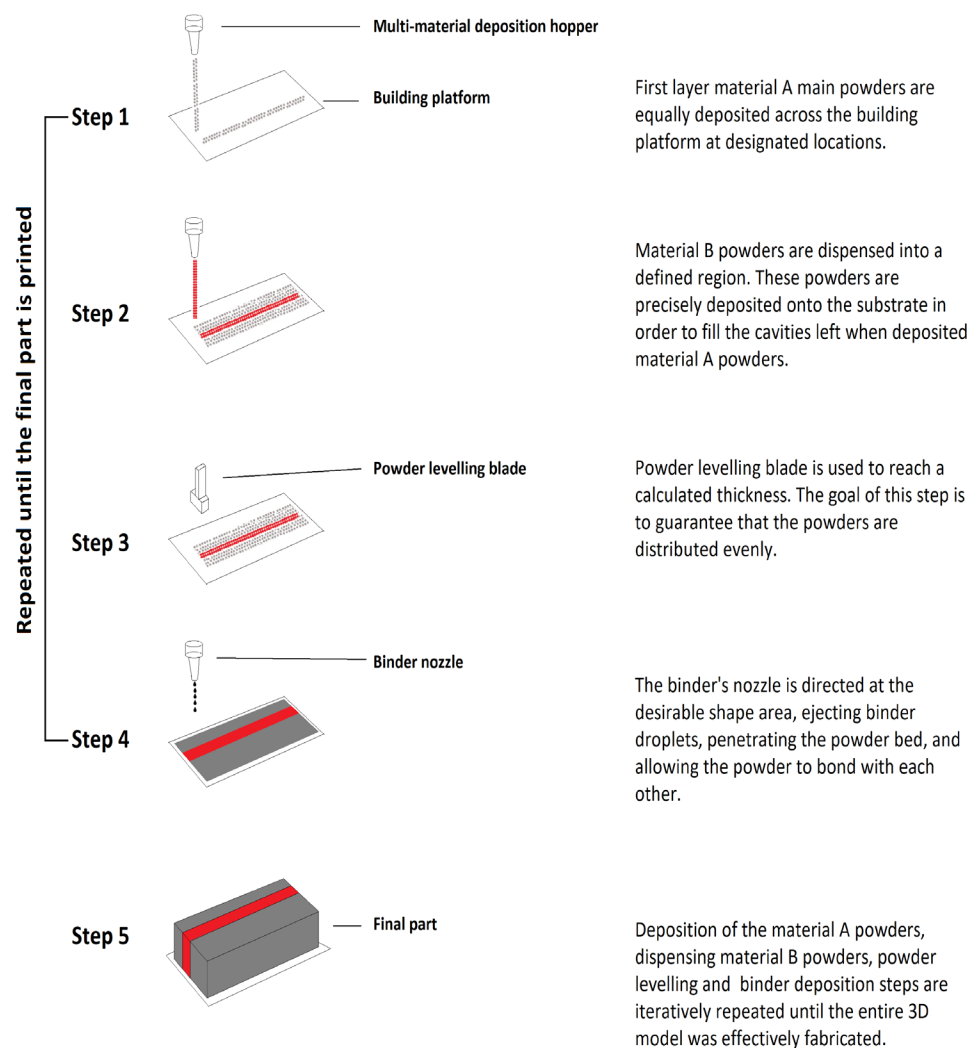 Multi-material deposition hopper
Building platform
Step 1
First layer material A main powders are
equally deposited across the building
platform at designated locations.
Repeated until the final part is printed
Step 2
Material B powders are dispensed into a
defined region. These powders are
precisely deposited onto the substrate in
order to fill the cavities left when deposited
material A powders.
Powder levelling blade
Step 3
Powder levelling blade is used to reach a
calculated thickness. The goal of this step is
to guarantee that the powders are
distributed evenly.
Binder nozzle
Step 4
The binder's nozzle is directed at the
desirable shape area, ejecting binder
droplets, penetrating the powder bed, and
allowing the powder to bond with each
other.
Final part
Step 5
Deposition of the material A powders,
dispensing material B powders, powder
levelling and  binder deposition steps are
iteratively repeated until the entire 3D
model was effectively fabricated.